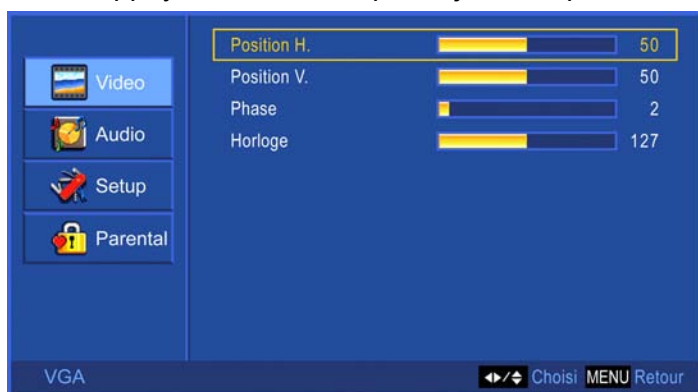 Position H. 50
Video
Position V. 50
Phase 2
Audio
Horloge 127
Setup
Parental
VGA
Choisi MENU Retour